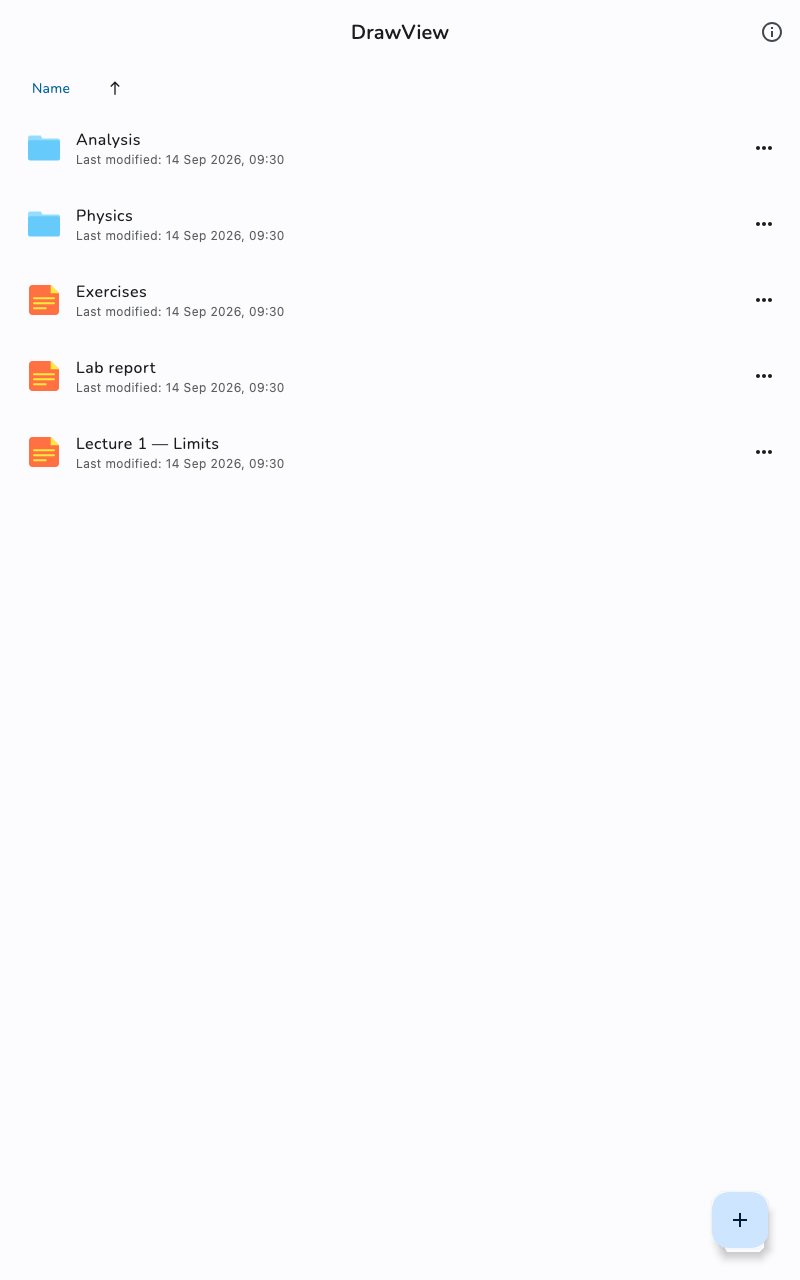 DrawView
Name
Analysis
Last modified: 14 Sep 2026, 09:30
Physics
Last modified: 14 Sep 2026, 09:30
Exercises
Last modified: 14 Sep 2026, 09:30
Lab report
Last modified: 14 Sep 2026, 09:30
Lecture 1 — Limits
Last modified: 14 Sep 2026, 09:30